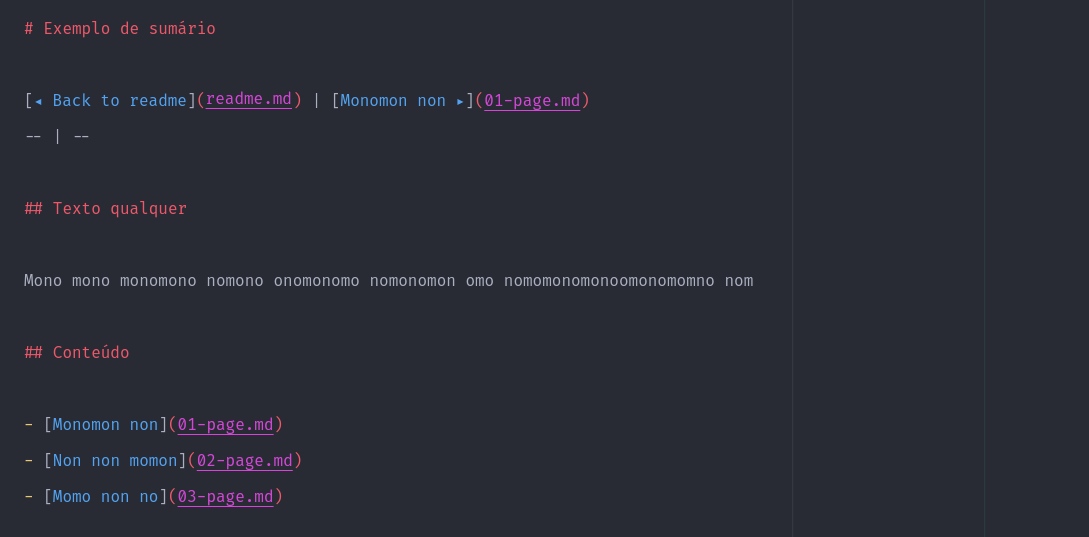 # Exemplo de sumário
[◂ Back to readme](readme.md) | [Monomon non ▸](01-page.md)
-- | --
## Texto qualquer
Mono mono monomono nomono onomonomo nomonomon omo nomomonomonoomonomomno nom
## Conteúdo
- [Monomon non](01-page.md)
- [Non non momon](02-page.md)
- [Momo non no](03-page.md)